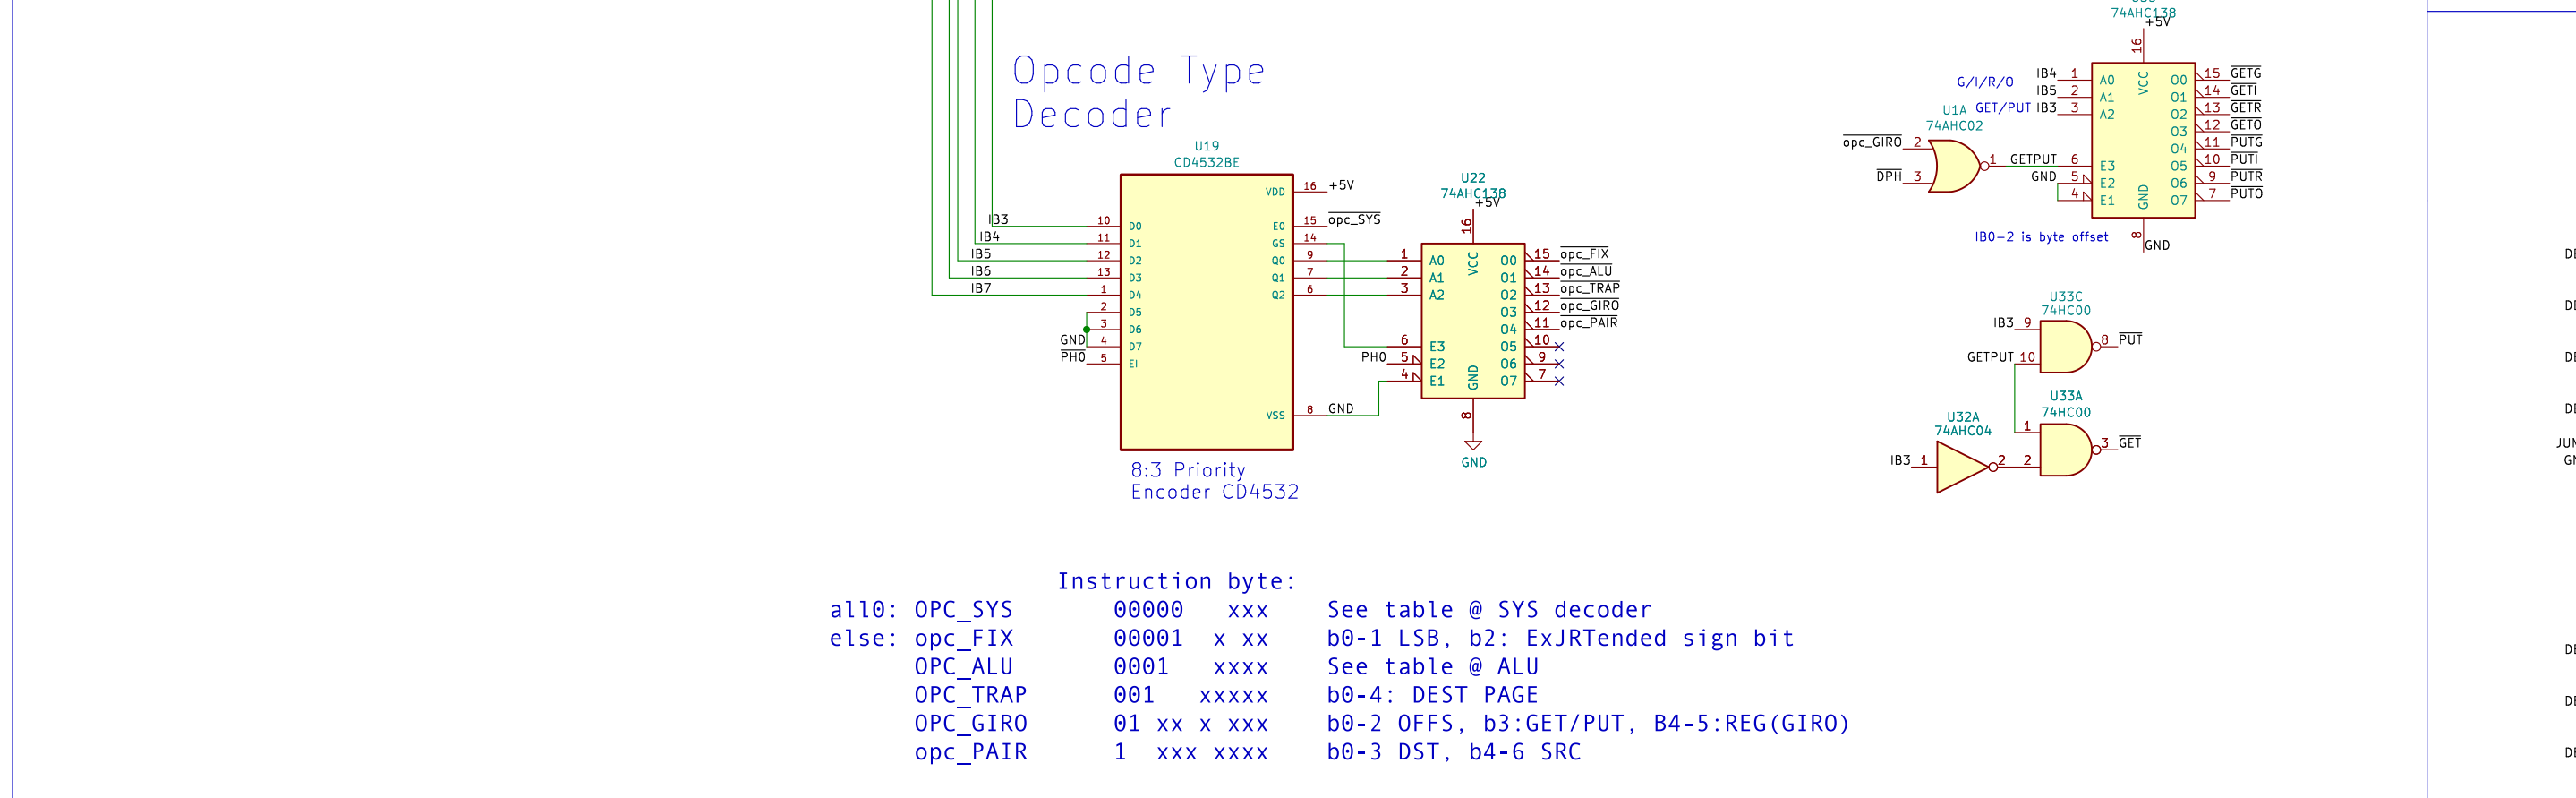 Opcode Type
Decoder
U19
CD4532BE
IB3
IB4
IB5
IB6
IB7
GND
PH0
10
11
12
13
1
2
3
4
5
D0
D1
D2
D3
D4
D5
D6
D7
EI
VDD
E0
GS
Q0
Q1
Q2
VSS
16
15
14
9
7
6
8
+5V
opc_SYS
GND
8:3 Priority
Encoder CD4532
U22
74AHC138
+5V
16
VCC
PH0
1
2
3
6
5
4
A0
A1
A2
E3
E2
E1
GND
8
GND
O0
O1
O2
O3
O4
O5
O6
O7
15
14
13
12
11
10
9
7
opc_FIX
opc_ALU
opc_TRAP
opc_GIRO
opc_PAIR
74AHC138
+5V
16
VCC
G/I/R/O
GET/PUT
IB4
IB5
IB3
1
2
3
A0
A1
A2
U1A
74AHC02
opc_GIRO
2
DPH
3
1
GETPUT
GND
6
5
4
E3
E2
E1
GND
8
GND
O0
O1
O2
O3
O4
O5
O6
O7
15
14
13
12
11
10
9
7
GETG
GETI
GETR
GETO
PUTG
PUTI
PUTR
PUTO
IB0-2 is byte offset
U33C
74HC00
IB3
9
GETPUT
10
8
PUT
U33A
74HC00
1
2
3
GET
U32A
74AHC04
IB3
1
2
Instruction byte:
all0: OPC_SYS 00000 xxx See table @ SYS decoder
else: opc_FIX 00001 x xx b0-1 LSB, b2: ExJRTended sign bit
OPC_ALU 0001 xxxx See table @ ALU
OPC_TRAP 001 xxxxx b0-4: DEST PAGE
OPC_GIRO 01 xx x xxx b0-2 OFFS, b3:GET/PUT, B4-5:REG(GIRO)
opc_PAIR 1 xxx xxxx b0-3 DST, b4-6 SRC